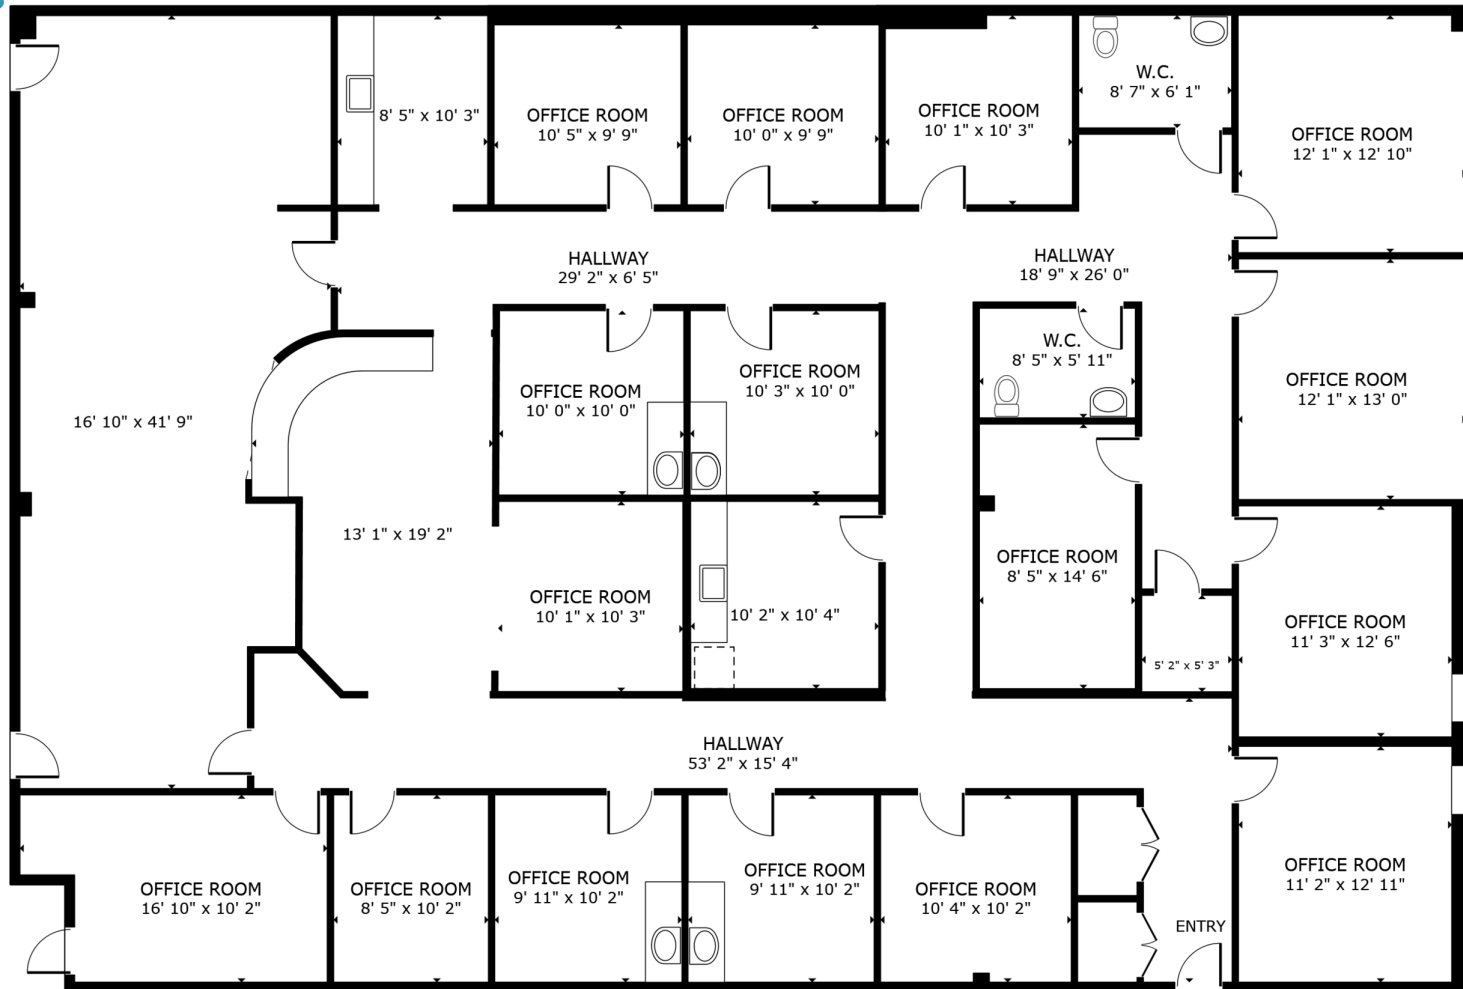 W.C.
8' 7" x 6' 1"
8' 5" x 10' 3"
OFFICE ROOM
10' 5" x 9' 9"
OFFICE ROOM
10' 0" x 9' 9"
OFFICE ROOM
10' 1" x 10' 3"
OFFICE ROOM
12' 1" x 12' 10"
HALLWAY
29' 2" x 6' 5"
HALLWAY
18' 9" x 26' 0"
W.C.
8' 5" x 5' 11"
OFFICE ROOM
10' 0" x 10' 0"
OFFICE ROOM
10' 3" x 10' 0"
OFFICE ROOM
12' 1" x 13' 0"
16' 10" x 41' 9"
13' 1" x 19' 2"
OFFICE ROOM
8' 5" x 14' 6"
OFFICE ROOM
10' 1" x 10' 3"
10' 2" x 10' 4"
OFFICE ROOM
11' 3" x 12' 6"
5' 2" x 5' 3"
HALLWAY
53' 2" x 15' 4"
OFFICE ROOM
16' 10" x 10' 2"
OFFICE ROOM
8' 5" x 10' 2"
OFFICE ROOM
9' 11" x 10' 2"
OFFICE ROOM
9' 11" x 10' 2"
OFFICE ROOM
10' 4" x 10' 2"
OFFICE ROOM
11' 2" x 12' 11"
ENTRY